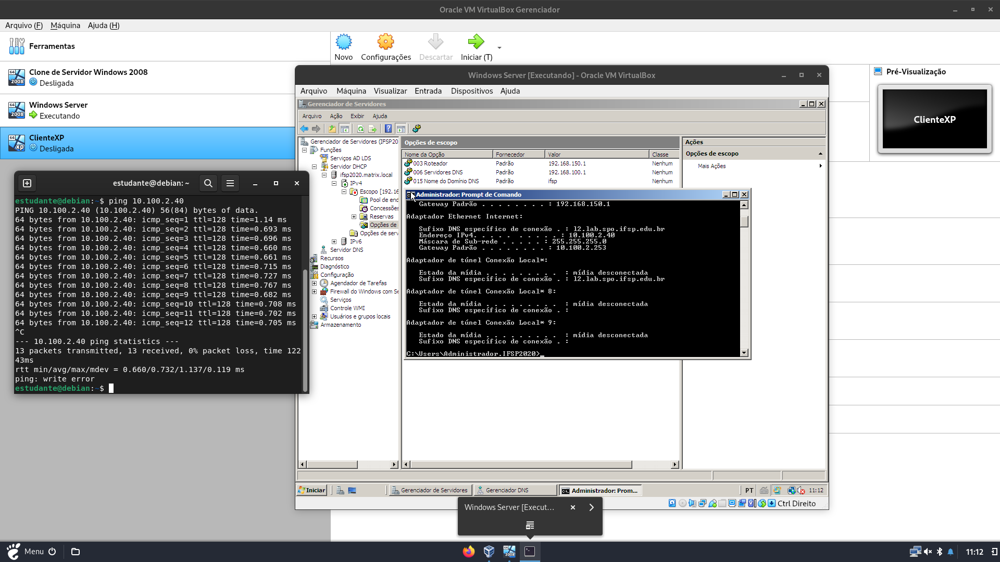 Oracle VM VirtualBox Gerenciador
Arquivo (F) Máquina Ajuda (H)
Ferramentas
Novo
Configurações
Descartar
Iniciar (T)
Clone de Servidor Windows 2008
Desligada
Windows Server
Executando
ClienteXP
Desligada
Pré-Visualização
ClienteXP
estudante@debian: ~
estudante@debian:~$ ping 10.100.2.40
PING 10.100.2.40 (10.100.2.40) 56(84) bytes of data.
64 bytes from 10.100.2.40: icmp_seq=1 ttl=128 time=1.14 ms
64 bytes from 10.100.2.40: icmp_seq=2 ttl=128 time=0.693 ms
64 bytes from 10.100.2.40: icmp_seq=3 ttl=128 time=0.696 ms
64 bytes from 10.100.2.40: icmp_seq=4 ttl=128 time=0.660 ms
64 bytes from 10.100.2.40: icmp_seq=5 ttl=128 time=0.661 ms
64 bytes from 10.100.2.40: icmp_seq=6 ttl=128 time=0.715 ms
64 bytes from 10.100.2.40: icmp_seq=7 ttl=128 time=0.727 ms
64 bytes from 10.100.2.40: icmp_seq=8 ttl=128 time=0.767 ms
64 bytes from 10.100.2.40: icmp_seq=9 ttl=128 time=0.682 ms
64 bytes from 10.100.2.40: icmp_seq=10 ttl=128 time=0.708 ms
64 bytes from 10.100.2.40: icmp_seq=11 ttl=128 time=0.702 ms
64 bytes from 10.100.2.40: icmp_seq=12 ttl=128 time=0.705 ms
^C
--- 10.100.2.40 ping statistics ---
13 packets transmitted, 13 received, 0% packet loss, time 122
43ms
rtt min/avg/max/mdev = 0.660/0.732/1.137/0.119 ms
ping: write error
estudante@debian:~$
Windows Server [Executando] - Oracle VM VirtualBox
Arquivo Máquina Visualizar Entrada Dispositivos Ajuda
Gerenciador de Servidores
Arquivo Ação Exibir Ajuda
Gerenciador de Servidores (IFSP20
Funções
Serviços AD LDS
Servidor DHCP
ifsp2020.matrix.local
IPv4
Escopo [192.16
Pool de end
Concessões
Reservas
Opções de
Opções de serv
IPv6
Servidor DNS
Recursos
Diagnóstico
Configuração
Agendador de Tarefas
Firewall do Windows com Se
Serviços
Controle WMI
Usuários e grupos locais
Armazenamento
Opções de escopo
Nome da Opção Fornecedor Valor Classe
003 Roteador Padrão 192.168.150.1 Nenhum
006 Servidores DNS Padrão 192.168.100.1 Nenhum
015 Nome do Domínio DNS Padrão ifsp Nenhum
Ações
Opções de escopo
Mais Ações
Administrador: Prompt de Comando
Gateway Padrão . . . . . . . . : 192.168.150.1
Adaptador Ethernet Internet:
Sufixo DNS específico de conexão . : l2.lab.spo.ifsp.edu.br
Endereço IPv4. . . . . . . . . . : 10.100.2.40
Máscara de Sub-rede . . . . . : 255.255.255.0
Gateway Padrão . . . . . . . . : 10.100.2.253
Adaptador de túnel Conexão Local*:
Estado da mídia . . . . . . . . . : mídia desconectada
Sufixo DNS específico de conexão . : l2.lab.spo.ifsp.edu.br
Adaptador de túnel Conexão Local* 8:
Estado da mídia . . . . . . . . . : mídia desconectada
Sufixo DNS específico de conexão . :
Adaptador de túnel Conexão Local* 9:
Estado da mídia . . . . . . . . . : mídia desconectada
Sufixo DNS específico de conexão . :
C:\Users\Administrador.IFSP2020>_
Iniciar
Gerenciador de Servidores
Gerenciador DNS
Administrador: Prom...
PT
11:12
Ctrl Direito
Windows Server [Execut...
Menu
11:12